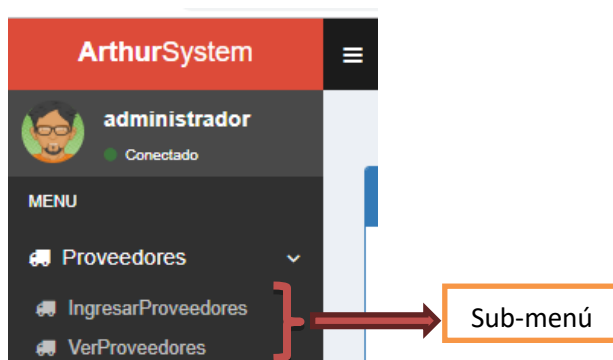 ArthurSystem
administrador
Conectado
MENU
Proveedores
IngresarProveedores
VerProveedores
Sub-menú